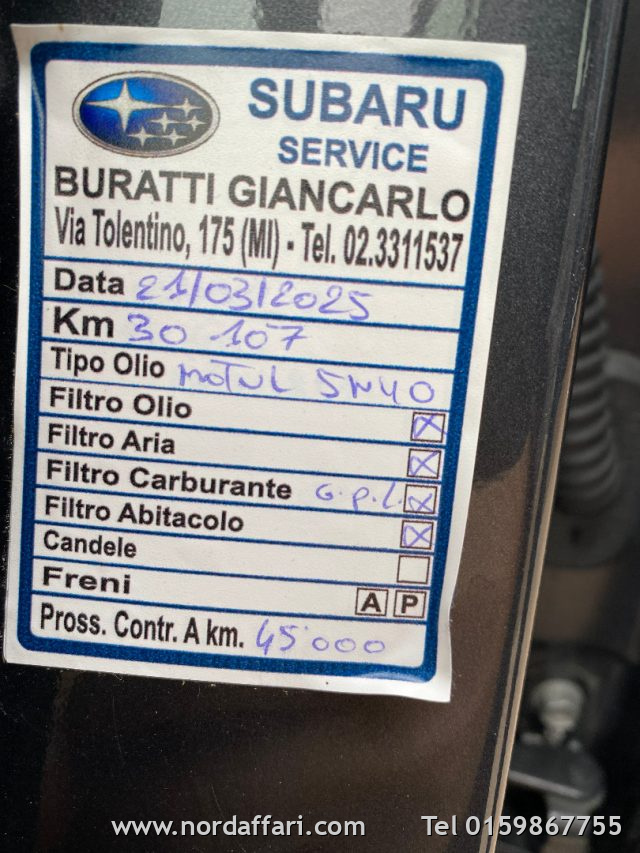 SUBARU
SERVICE
BURATTI GIANCARLO
Via Tolentino, 175 (MI) - Tel. 02.3311537
Data 21/03/2025
Km 30 107
Tipo Olio MOTUL 5W40
Filtro Olio X
Filtro Aria X
Filtro Carburante G.P.L. X
Filtro Abitacolo X
Candele
Freni A P
Pross. Contr. A km. 45'000
www.nordaffari.com Tel 0159867755